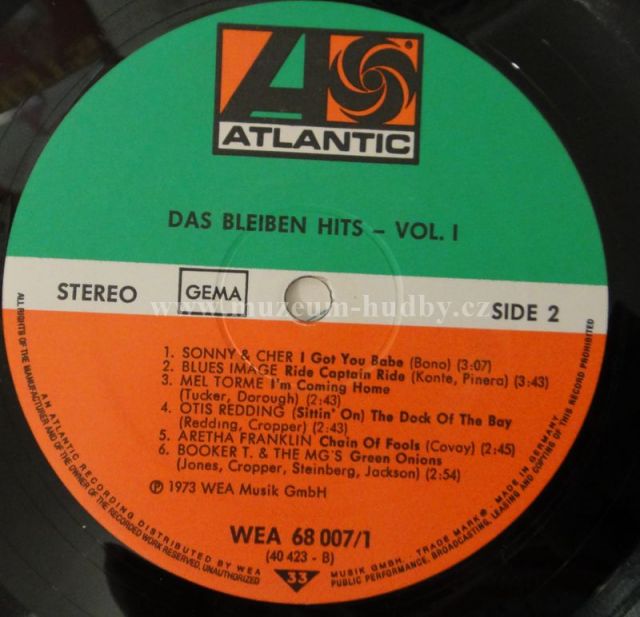 ATLANTIC
DAS BLEIBEN HITS – VOL. I
STEREO GEMA SIDE 2
www.muzeum-hudby.cz
1. SONNY & CHER I Got You Babe (Bono) (3:07)
2. BLUES IMAGE Ride Captain Ride (Konte, Pinera) (3:43)
3. MEL TORME I'm Coming Home
(Tucker, Dorough) (2:43)
4. OTIS REDDING (Sittin' On) The Dock Of The Bay
(Redding, Cropper) (2:43)
5. ARETHA FRANKLIN Chain Of Fools (Covay) (2:45)
6. BOOKER T. & THE MG'S Green Onions
(Jones, Cropper, Steinberg, Jackson) (2:54)
Ⓟ 1973 WEA Musik GmbH
WEA 68 007/1
(40 423 - B)
33
AN ATLANTIC RECORDING DISTRIBUTED BY WEA MUSIK GMBH. TRADE MARK® MADE IN GERMANY
ALL RIGHTS OF THE MANUFACTURER AND OF THE OWNER OF THE RECORDED WORK RESERVED, UNAUTHORIZED PUBLIC PERFORMANCE, BROADCASTING, LEASING AND COPYING OF THIS RECORD PROHIBITED